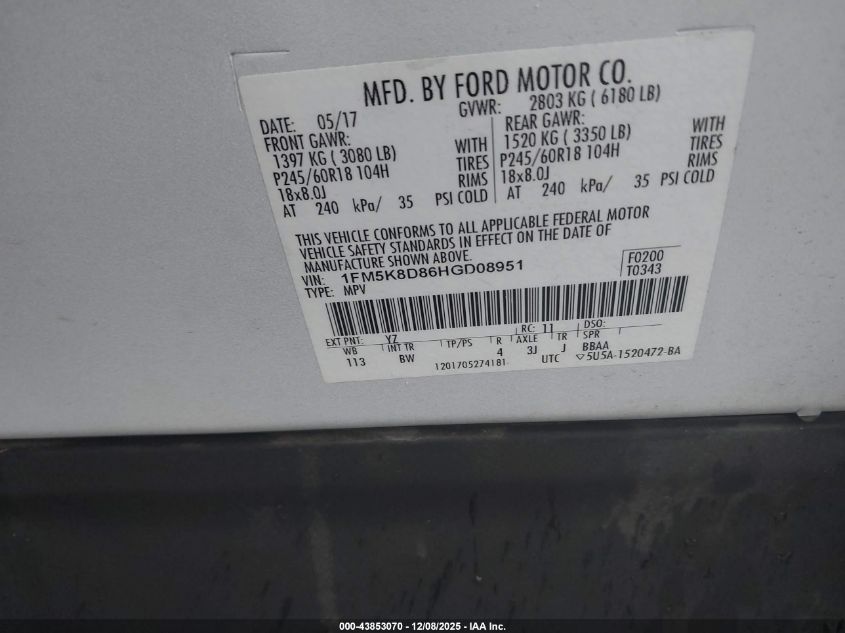 MFD. BY FORD MOTOR CO.
DATE: 05/17 GVWR: 2803 KG ( 6180 LB)
FRONT GAWR: REAR GAWR:
1397 KG ( 3080 LB) WITH 1520 KG ( 3350 LB) WITH
P245/60R18 104H TIRES P245/60R18 104H TIRES
18x8.0J RIMS 18x8.0J RIMS
AT 240 kPa/ 35 PSI COLD AT 240 kPa/ 35 PSI COLD
THIS VEHICLE CONFORMS TO ALL APPLICABLE FEDERAL MOTOR
VEHICLE SAFETY STANDARDS IN EFFECT ON THE DATE OF
MANUFACTURE SHOWN ABOVE.
VIN: 1FM5K8D86HGD08951 F0200
TYPE: MPV T0343
EXT PNT: YZ RC: 11 DSO:
WB INT TR TP/PS R AXLE TR SPR
113 BW 4 3J J BBAA
1201705274181 UTC ▽5U5A-1520472-BA
000-43853070 - 12/08/2025 - IAA Inc.